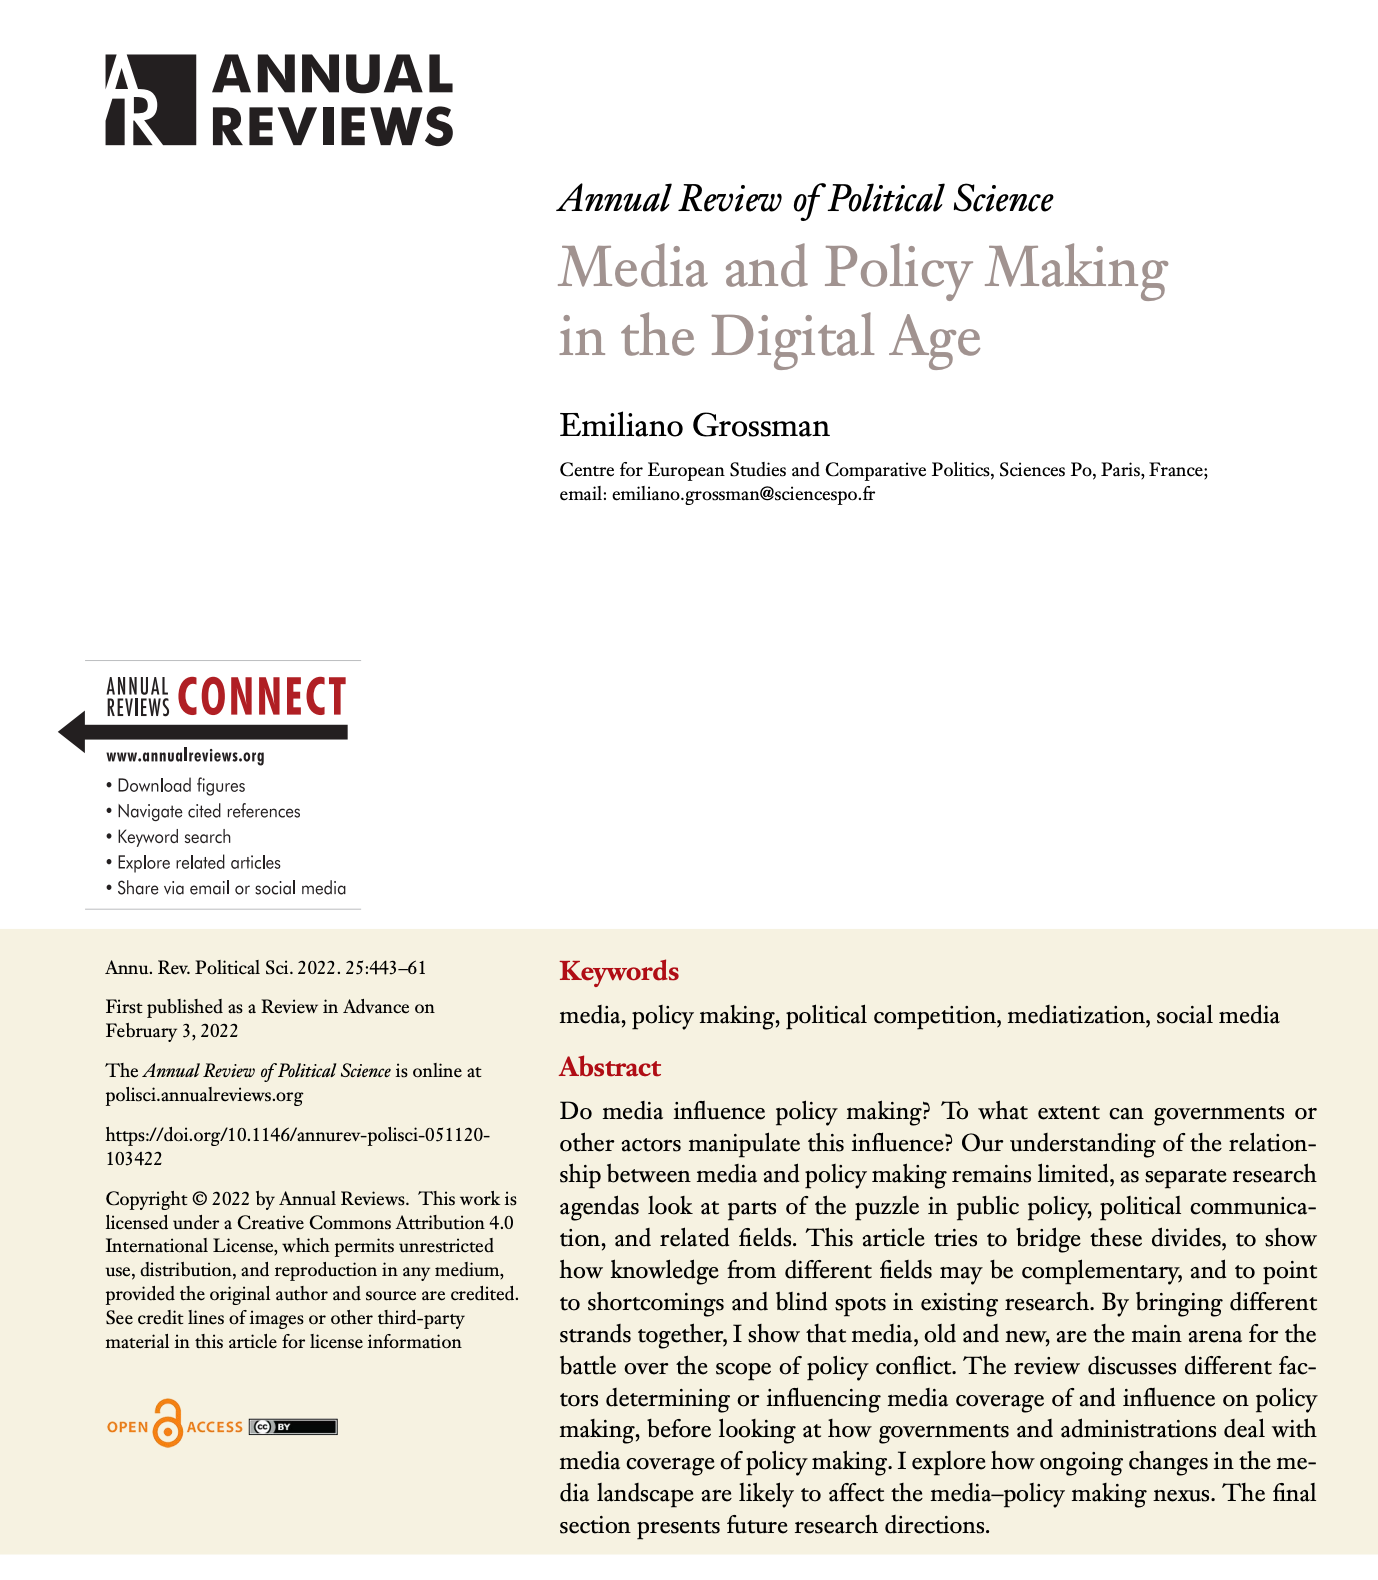 ANNUAL
REVIEWS
Annual Review of Political Science
Media and Policy Making
in the Digital Age
Emiliano Grossman
Centre for European Studies and Comparative Politics, Sciences Po, Paris, France;
email: emiliano.grossman@sciencespo.fr
ANNUAL
REVIEWS CONNECT
www.annualreviews.org
• Download figures
• Navigate cited references
• Keyword search
• Explore related articles
• Share via email or social media
Annu. Rev. Political Sci. 2022. 25:443–61
First published as a Review in Advance on
February 3, 2022
The Annual Review of Political Science is online at
polisci.annualreviews.org
https://doi.org/10.1146/annurev-polisci-051120-
103422
Copyright © 2022 by Annual Reviews. This work is
licensed under a Creative Commons Attribution 4.0
International License, which permits unrestricted
use, distribution, and reproduction in any medium,
provided the original author and source are credited.
See credit lines of images or other third-party
material in this article for license information
OPEN ACCESS cc BY
Keywords
media, policy making, political competition, mediatization, social media
Abstract
Do media influence policy making? To what extent can governments or
other actors manipulate this influence? Our understanding of the relation-
ship between media and policy making remains limited, as separate research
agendas look at parts of the puzzle in public policy, political communica-
tion, and related fields. This article tries to bridge these divides, to show
how knowledge from different fields may be complementary, and to point
to shortcomings and blind spots in existing research. By bringing different
strands together, I show that media, old and new, are the main arena for the
battle over the scope of policy conflict. The review discusses different fac-
tors determining or influencing media coverage of and influence on policy
making, before looking at how governments and administrations deal with
media coverage of policy making. I explore how ongoing changes in the me-
dia landscape are likely to affect the media–policy making nexus. The final
section presents future research directions.